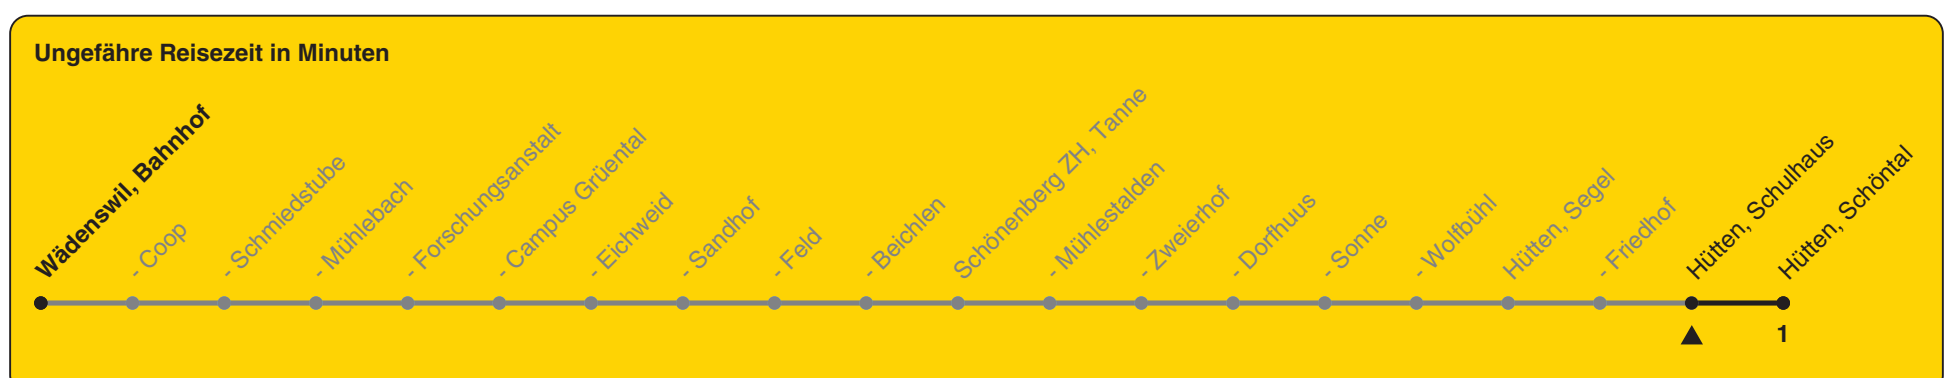 Ungefähre Reisezeit in Minuten
Wädenswil, Bahnhof
- Coop
- Schmiedstube
- Mühlebach
- Forschungsanstalt
- Campus Grüental
- Eichweid
- Sandhof
- Feld
- Beichlen
Schönenberg ZH, Tanne
- Mühlestalden
- Zweierhof
- Dorfhuus
- Sonne
- Wolfbühl
Hütten, Segel
- Friedhof
Hütten, Schulhaus
Hütten, Schöntal
1